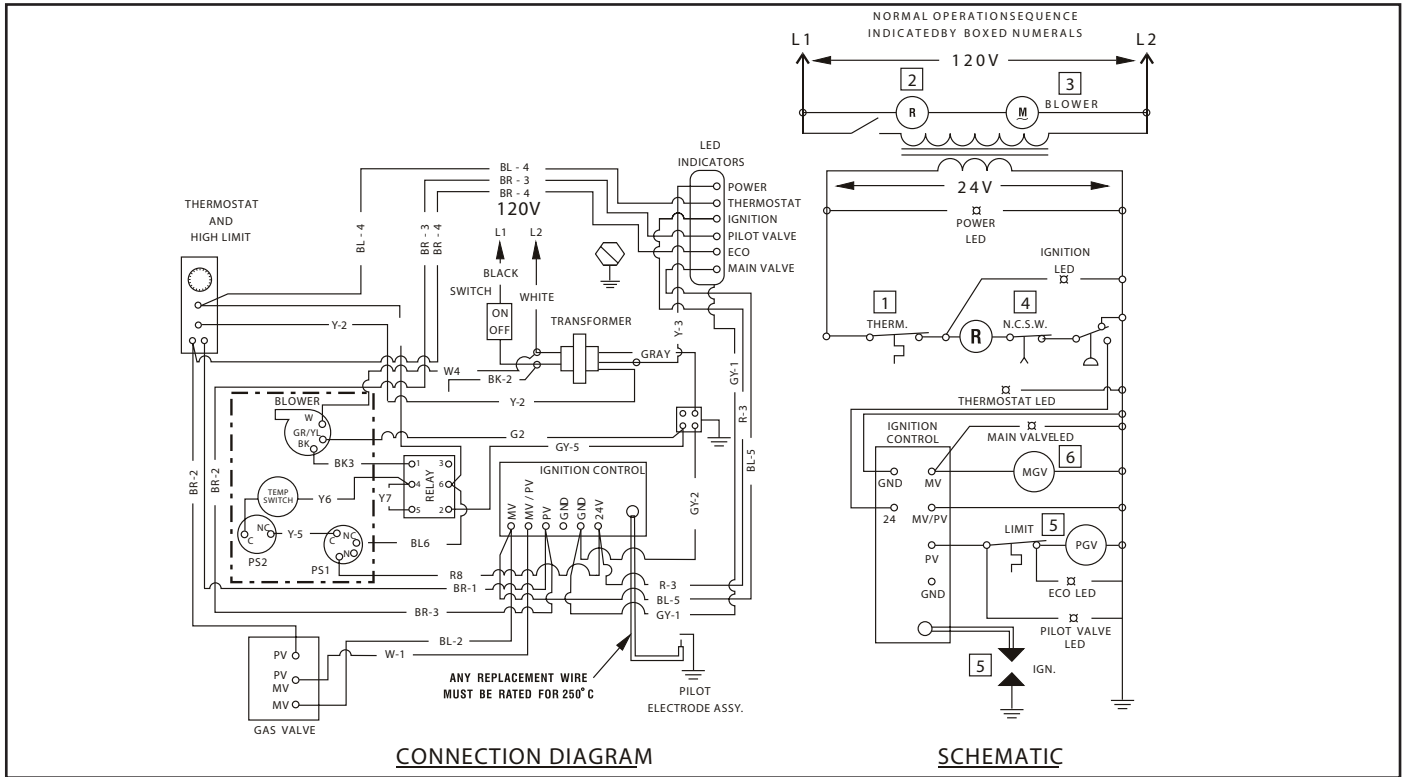 NORMAL OPERATIONSEQUENCE
INDICATEDBY BOXED NUMERALS
L1
L2
120V
2
3
R
M
BLOWER
24V
POWER
LED
IGNITION
LED
1
4
THERM.
R
N.C.S.W.
THERMOSTAT LED
IGNITION
CONTROL
MAIN VALVELED
6
GND
MV
MGV
24
MV/PV
LIMIT
5
PV
PGV
GND
ECO LED
PILOT VALVE
LED
5
IGN.
SCHEMATIC
LED
INDICATORS
POWER
THERMOSTAT
IGNITION
PILOT VALVE
ECO
MAIN VALVE
BL - 4
BR - 3
BR - 4
120V
L1
L2
BLACK
SWITCH
WHITE
ON
OFF
TRANSFORMER
THERMOSTAT
AND
HIGH LIMIT
BL - 4
BR - 3
BR - 4
Y-2
Y-3
GRAY
W4
BK-2
Y-2
GY-1
R-3
BL-5
BLOWER
W
GR/YL
BK
G2
GY-5
BK3
1
3
4
6
5
2
RELAY
IGNITION CONTROL
TEMP
SWITCH
Y6
Y7
BR-2
BR-2
GY-2
MV
MV / PV
PV
GND
GND
24V
NC
C
Y-5
C
NC
N
PS2
PS1
BL6
R8
BR-1
R-3
BL-5
GY-1
BR-3
BL-2
W-1
PV
PV
MV
MV
GAS VALVE
ANY REPLACEMENT WIRE
MUST BE RATED FOR 250°C
PILOT
ELECTRODE ASSY.
CONNECTION DIAGRAM